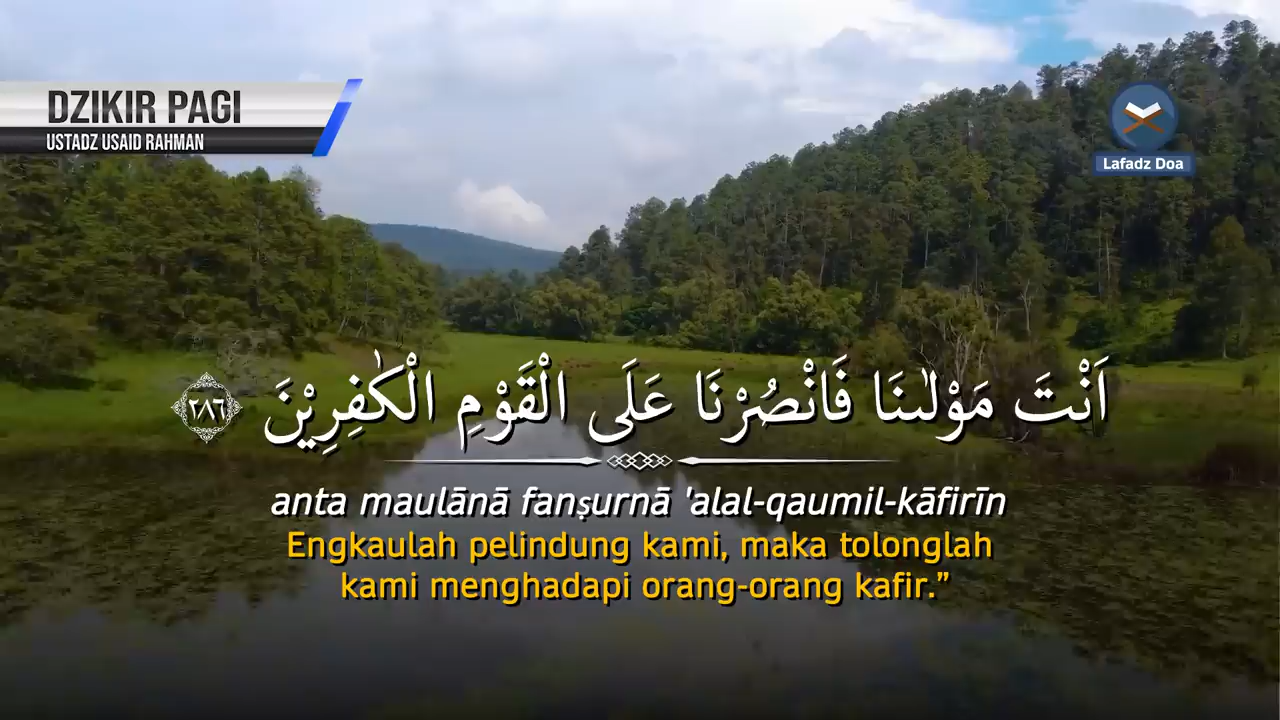 DZIKIR PAGI
USTADZ USAID RAHMAN
Lafadz Doa
اَنْتَ مَوْلٰىنَا فَانْصُرْنَا عَلَى الْقَوْمِ الْكٰفِرِيْنَ ٢٨٦
anta maulānā fanṣurnā 'alal-qaumil-kāfirīn
Engkaulah pelindung kami, maka tolonglah
kami menghadapi orang-orang kafir.”